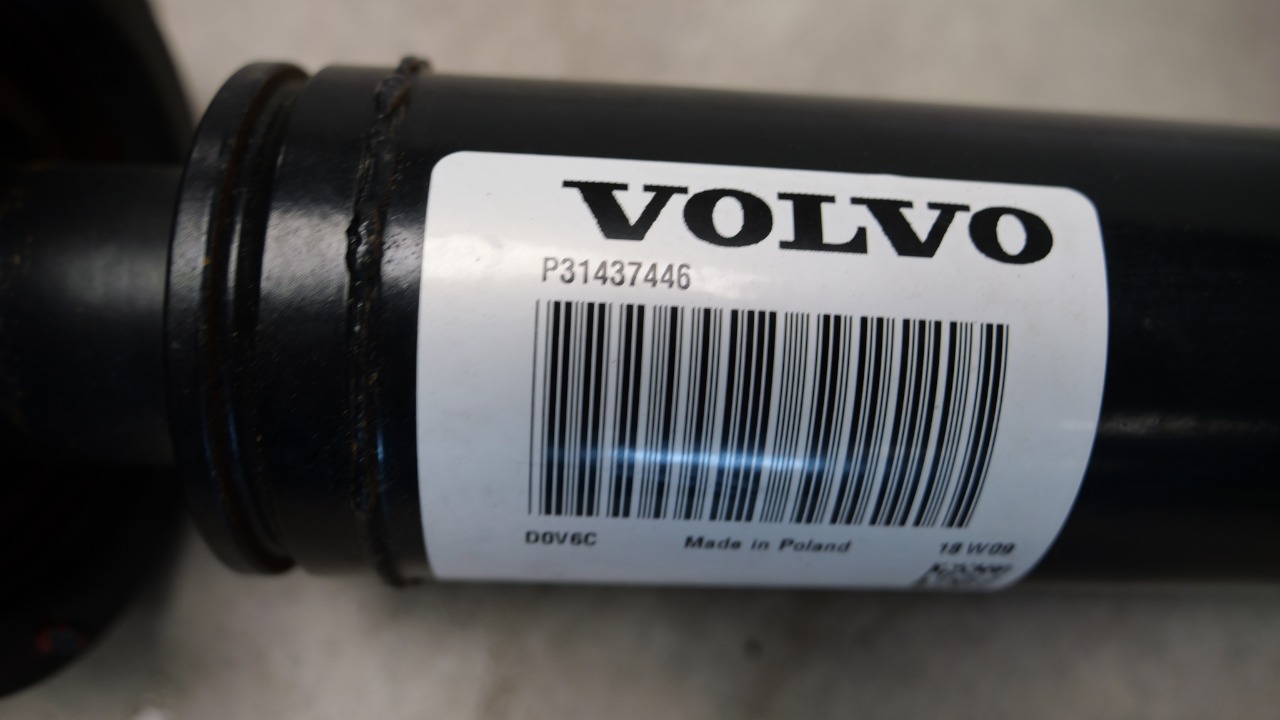 VOLVO
P31437446
D0V6C Made in Poland 18 W09